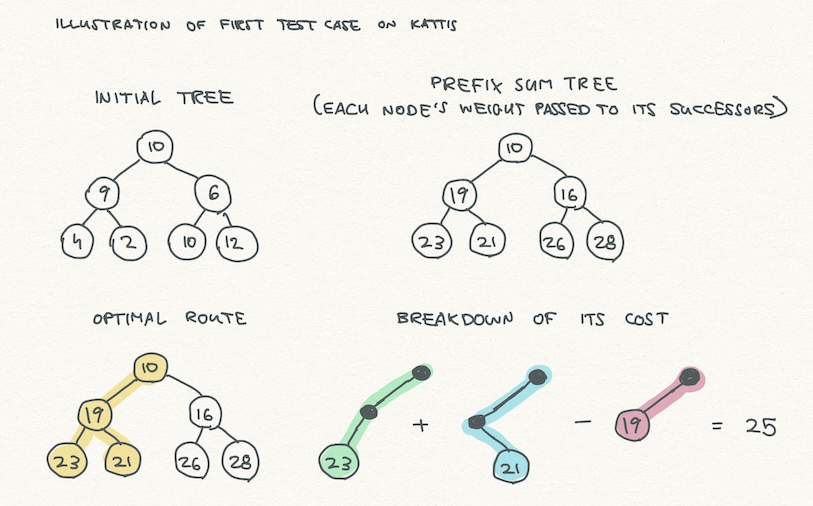 ILLUSTRATION OF FIRST TEST CASE ON KATTIS
INITIAL TREE
10
9 6
4 2 10 12
PREFIX SUM TREE
(EACH NODE'S WEIGHT PASSED TO ITS SUCCESSORS)
10
19 16
23 21 26 28
OPTIMAL ROUTE
10
19 16
23 21 26 28
BREAKDOWN OF ITS COST
23 + 21 - 19 = 25